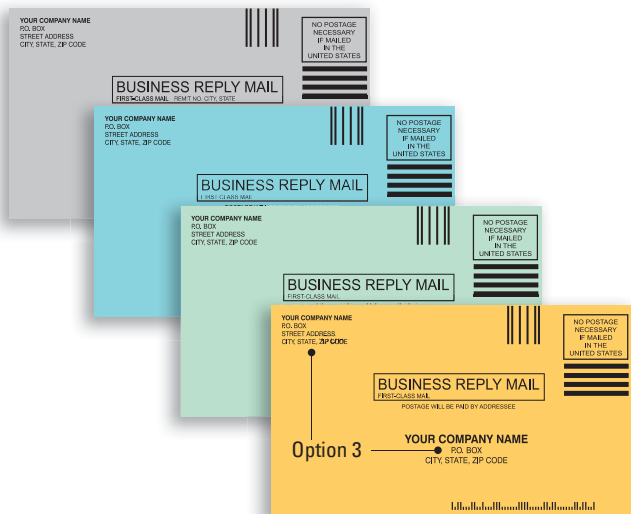 YOUR COMPANY NAME
P.O. BOX
STREET ADDRESS
CITY, STATE, ZIP CODE
NO POSTAGE
NECESSARY
IF MAILED
IN THE
UNITED STATES
BUSINESS REPLY MAIL
FIRST-CLASS MAIL REMIT NO. CITY, STATE
YOUR COMPANY NAME
P.O. BOX
STREET ADDRESS
CITY, STATE, ZIP CODE
NO POSTAGE
NECESSARY
IF MAILED
IN THE
UNITED STATES
BUSINESS REPLY MAIL
FIRST-CLASS MAIL
YOUR COMPANY NAME
P.O. BOX
STREET ADDRESS
CITY, STATE, ZIP CODE
NO POSTAGE
NECESSARY
IF MAILED
IN THE
UNITED STATES
BUSINESS REPLY MAIL
FIRST-CLASS MAIL
YOUR COMPANY NAME
P.O. BOX
STREET ADDRESS
CITY, STATE, ZIP CODE
NO POSTAGE
NECESSARY
IF MAILED
IN THE
UNITED STATES
BUSINESS REPLY MAIL
FIRST-CLASS MAIL
POSTAGE WILL BE PAID BY ADDRESSEE
Option 3
YOUR COMPANY NAME
P.O. BOX
CITY, STATE, ZIP CODE